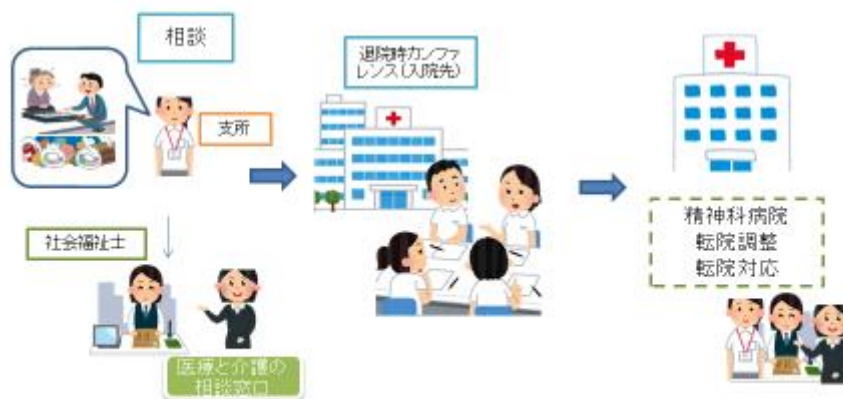 相談
支所
社会福祉士
医療と介護の
相談窓口
退院時カンファ
レンス(入院先)
精神科病院
転院調整
転院対応